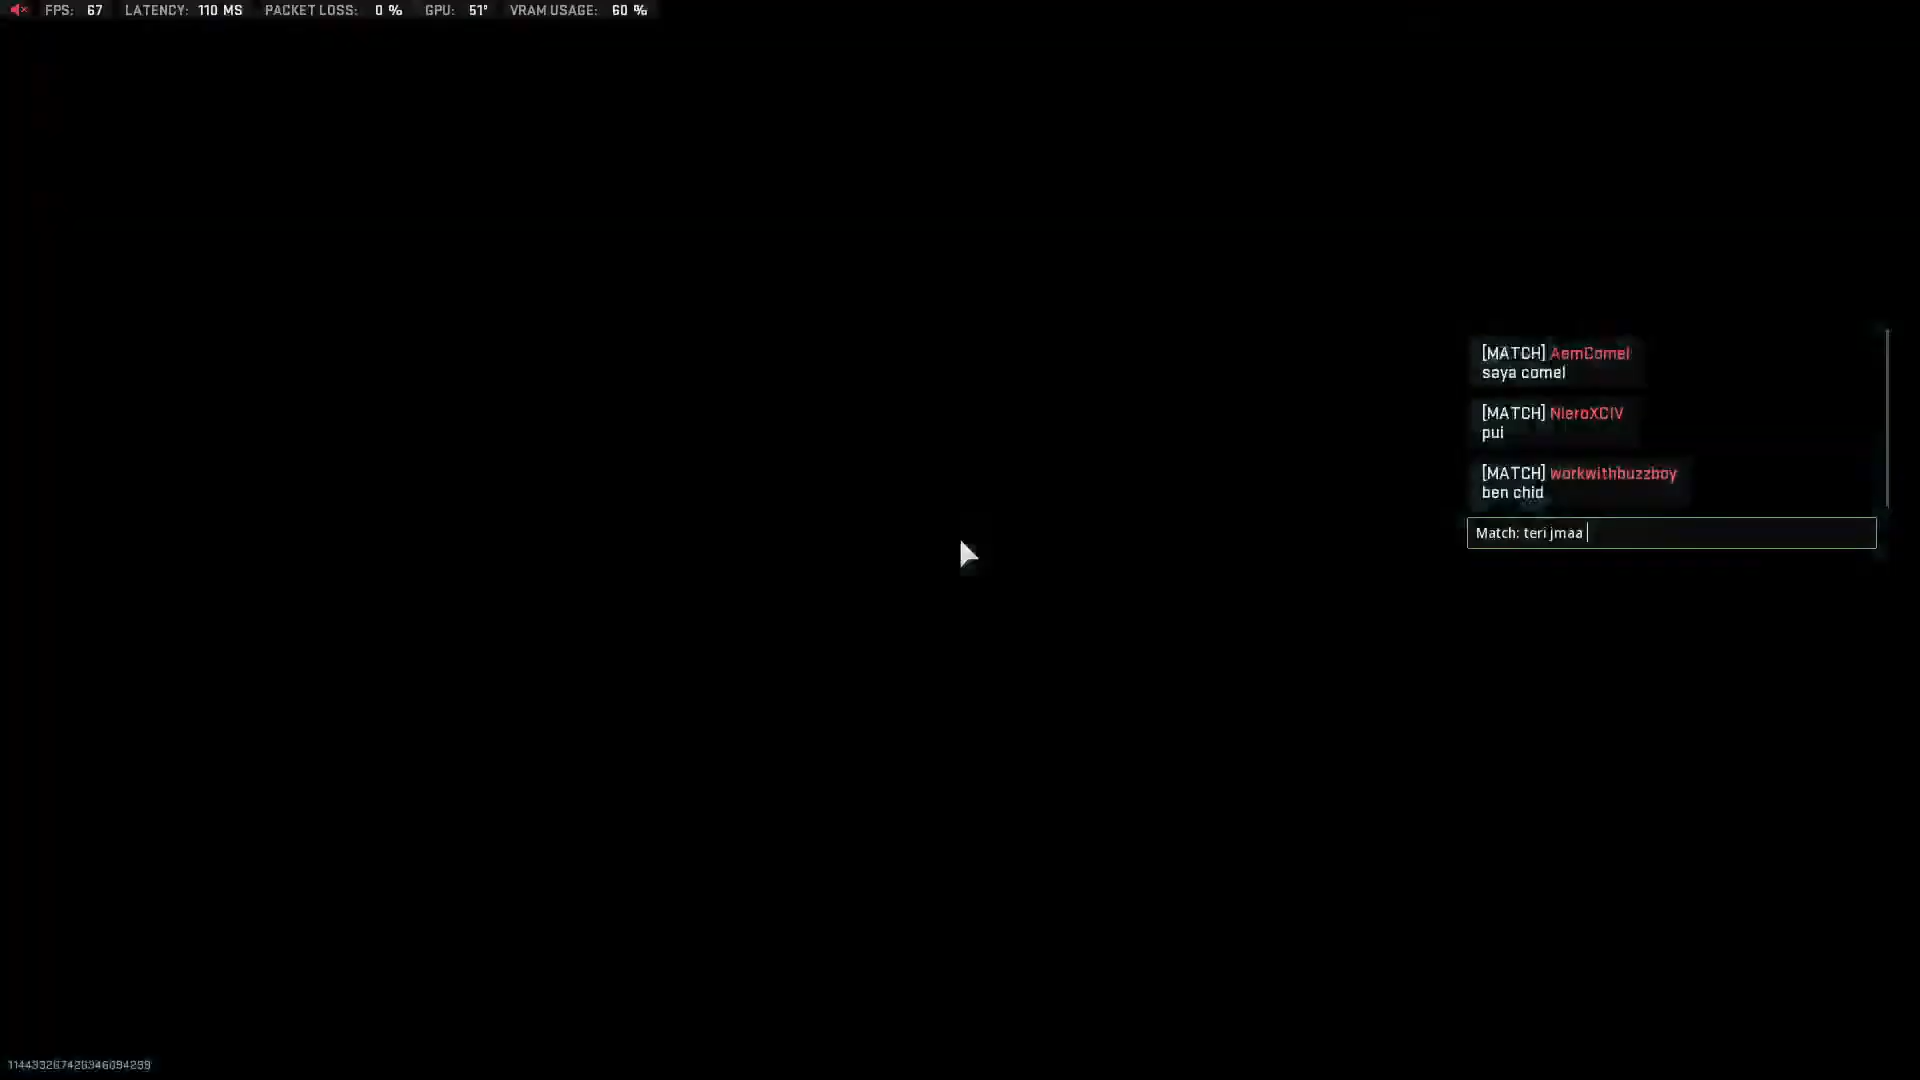 FPS: 67 LATENCY: 110 MS PACKET LOSS: 0 % GPU: 51° VRAM USAGE: 60 %
[MATCH] AemComel
saya comel
[MATCH] NieroXCIV
pui
[MATCH] workwithbuzzboy
ben chid
Match: teri jmaa